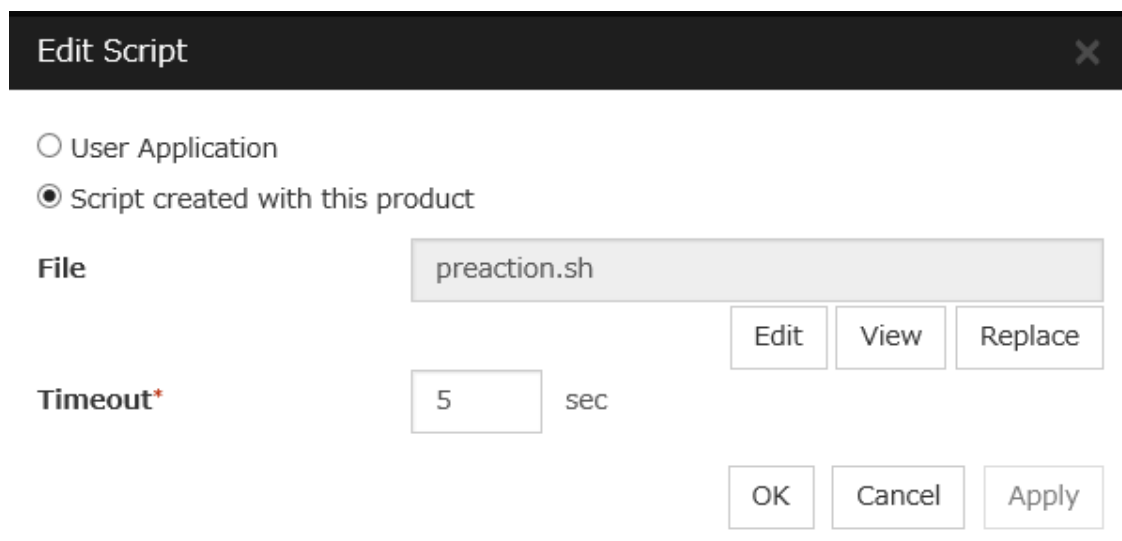 Edit Script
User Application
Script created with this product
File preaction.sh
Edit View Replace
Timeout* 5 sec
OK Cancel Apply